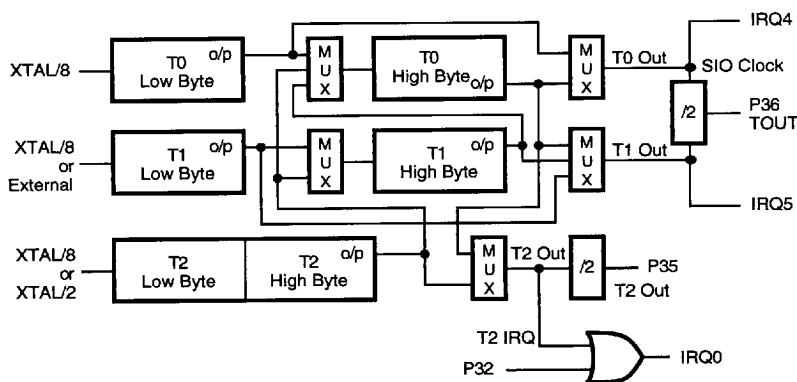 XTAL/8
T0
Low Byte
o/p
M
U
X
T0
High Byte
o/p
M
U
X
T0 Out
IRQ4
SIO Clock
/2
P36
TOUT
XTAL/8
or
External
T1
Low Byte
o/p
M
U
X
T1
High Byte
o/p
M
U
X
T1 Out
IRQ5
XTAL/8
or
XTAL/2
T2
Low Byte
T2
High Byte
o/p
M
U
X
T2 Out
/2
P35
T2 Out
T2 IRQ
P32
IRQ0